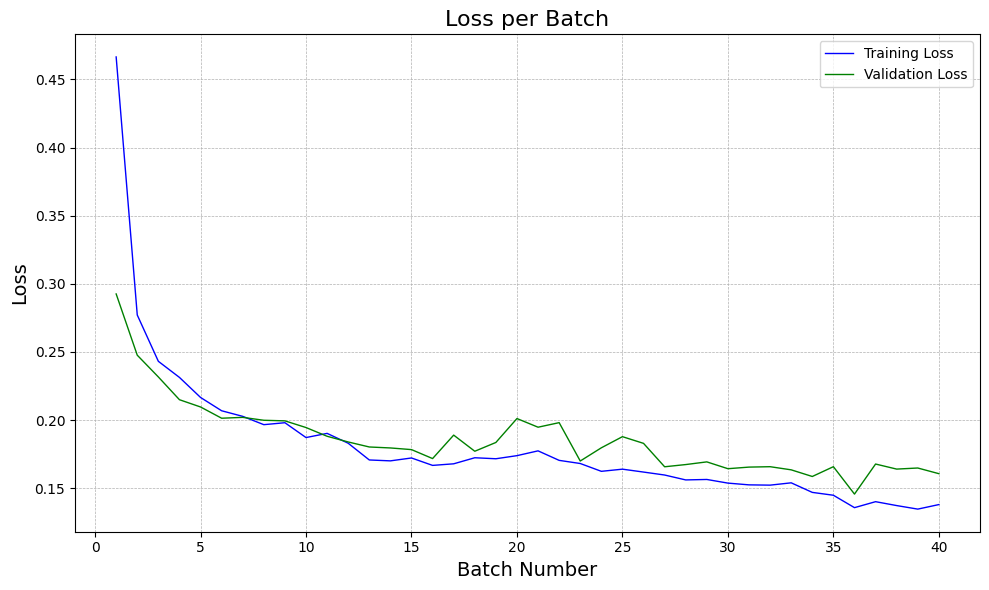 Loss per Batch
Training Loss
Validation Loss
Loss
0.45
0.40
0.35
0.30
0.25
0.20
0.15
0 5 10 15 20 25 30 35 40
Batch Number